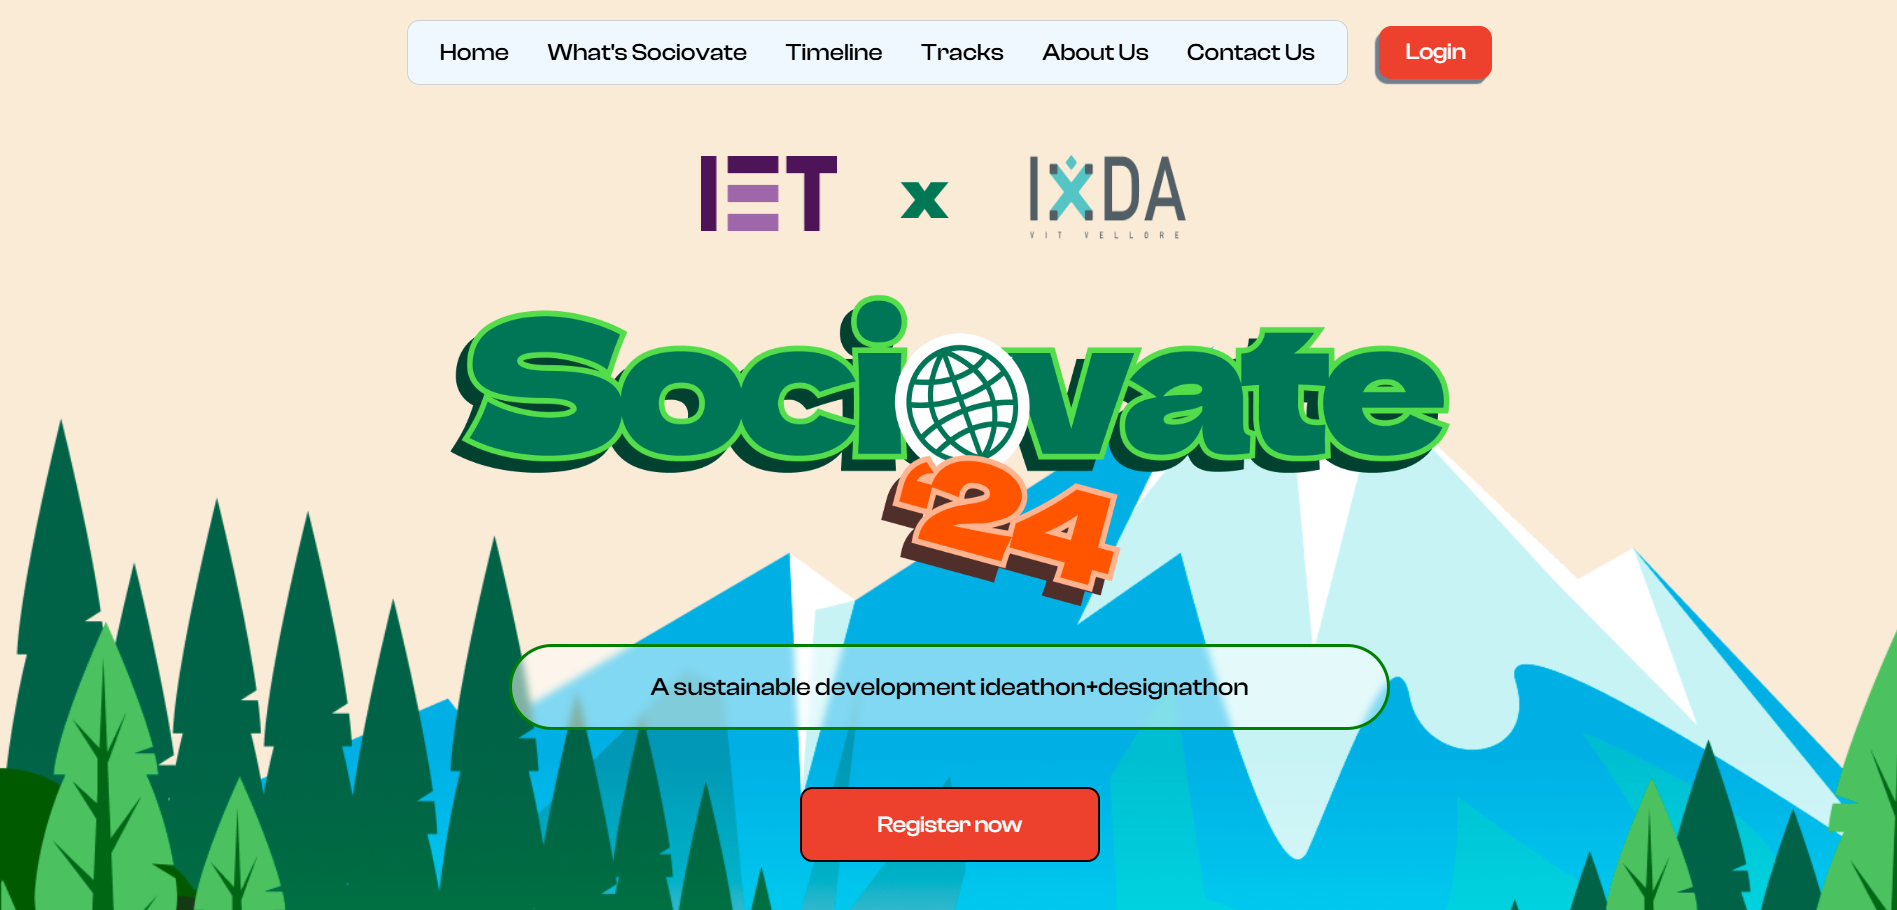 Home What's Sociovate Timeline Tracks About Us Contact Us Login
IET x IXDA
VIT VELLORE
Sociovate
'24
A sustainable development ideathon+designathon
Register now